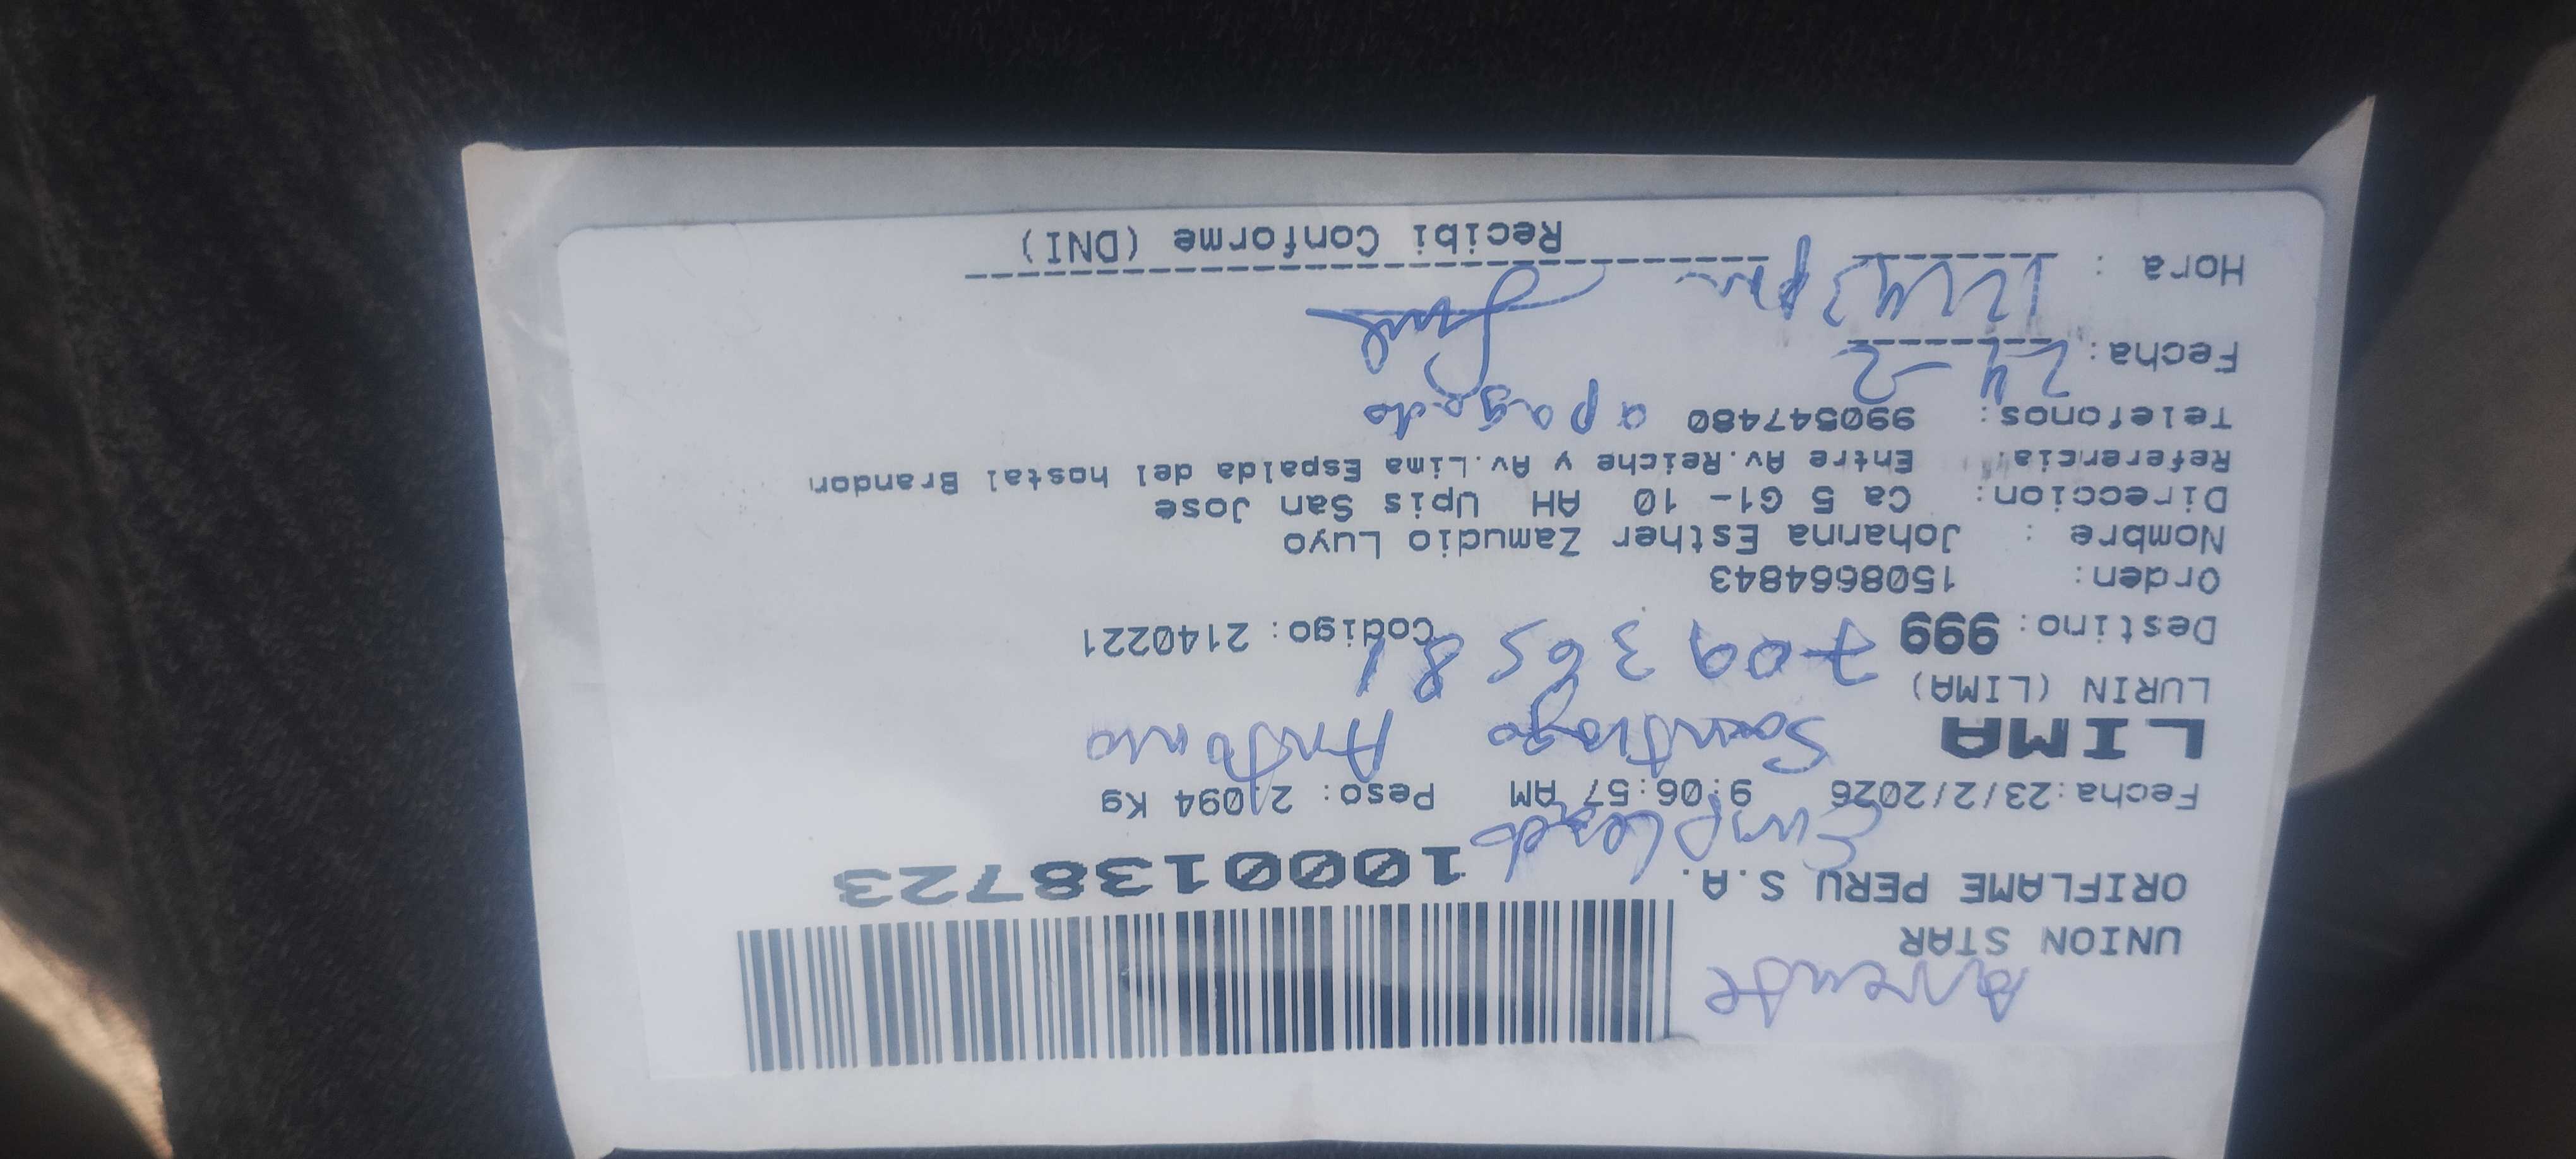 UNION STAR
ORIFLAME PERU S.A.
1000138723
Empleado
Fecha:23/2/2026 9:06:57 AM Peso: 2.094 Kg
LIMA
Santiago Antonio
LURIN (LIMA)
70936581
Destino: 999 Codigo: 2140221
Orden: 1508664843
Nombre : Johanna Esther Zamudio Luyo
Direccion: Ca 5 G1- 10 AH Upis San Jose
Referencia: Entre Av.Reiche y Av.Lima Espalda del hostal Brandon
Telefonos: 990547480 apagado
Fecha: 24-2
Hora : 12:43 pm
Recibi Conforme (DNI)